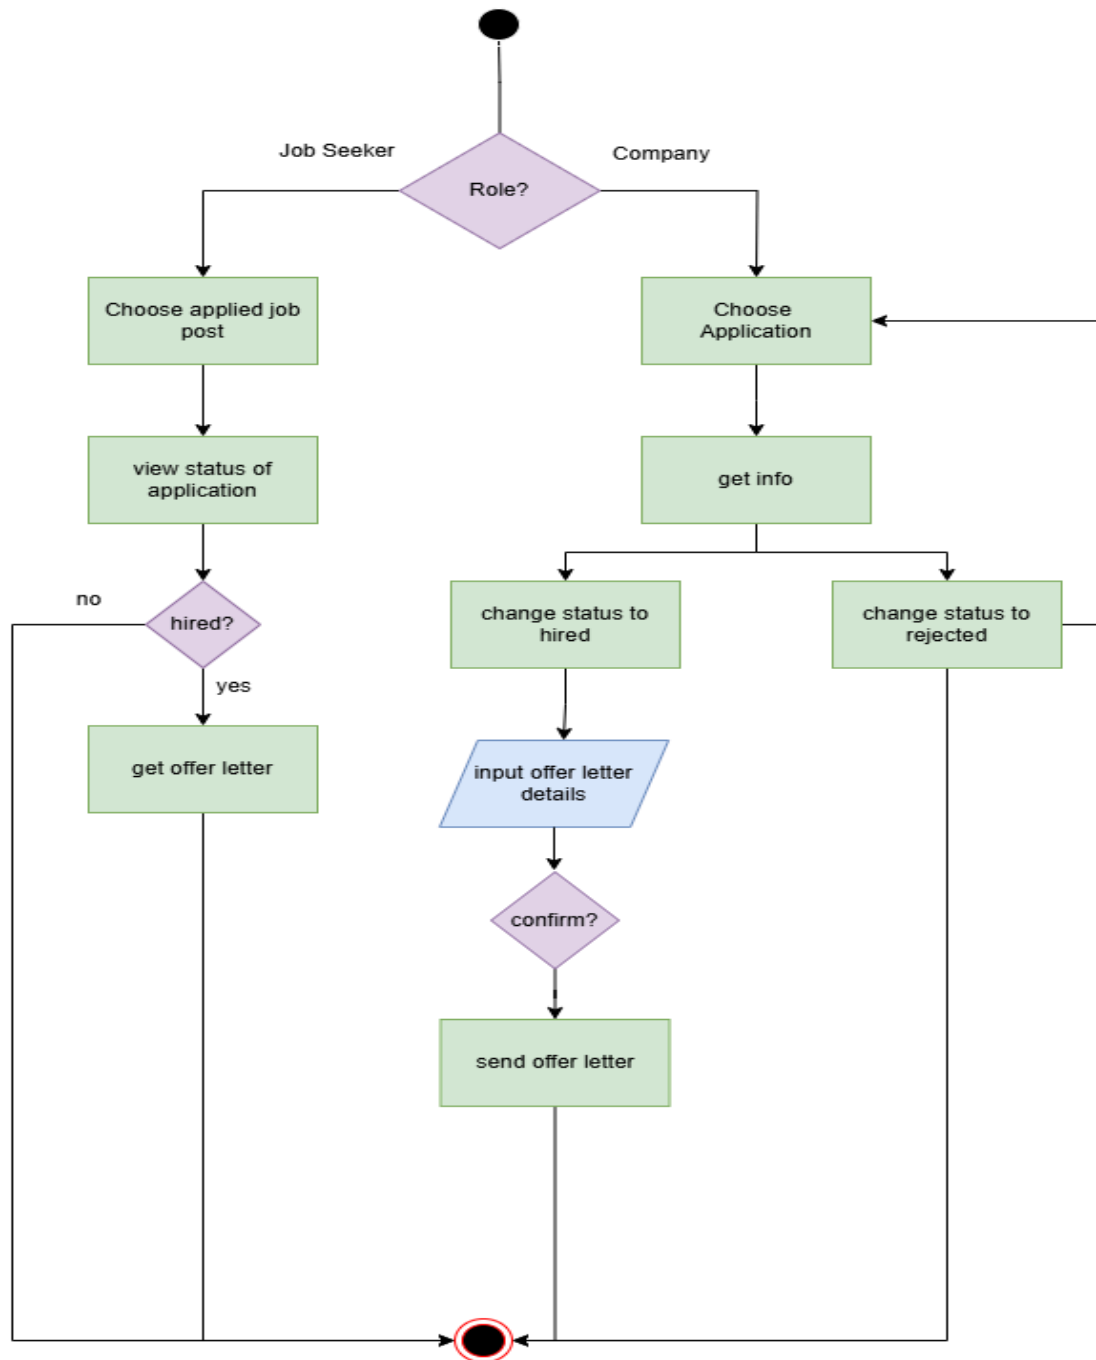 Job Seeker
Company
Role?
Choose applied job
post
Choose
Application
view status of
application
get info
no
hired?
change status to
hired
change status to
rejected
yes
get offer letter
input offer letter
details
confirm?
send offer letter